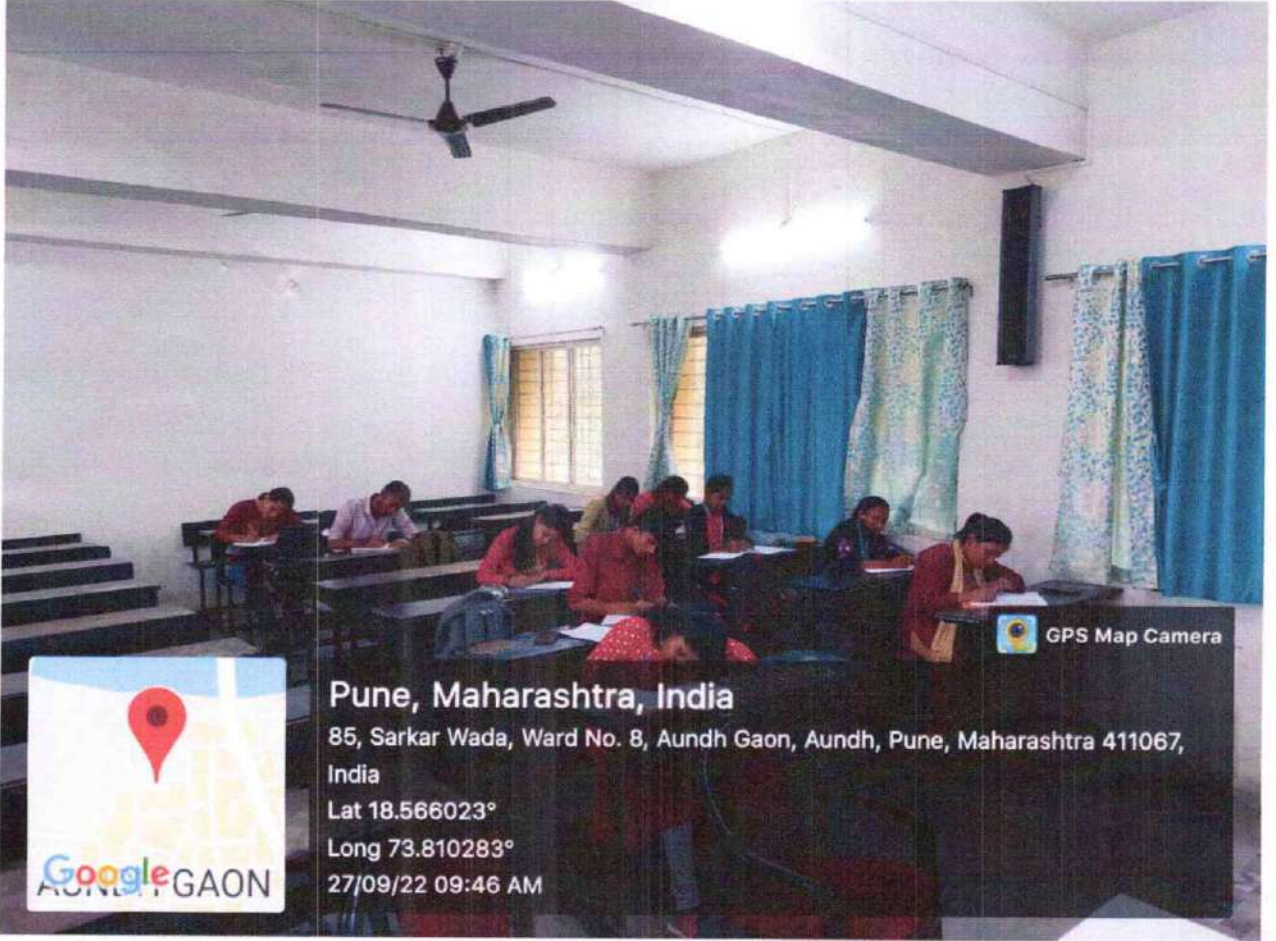 GPS Map Camera
Pune, Maharashtra, India
85, Sarkar Wada, Ward No. 8, Aundh Gaon, Aundh, Pune, Maharashtra 411067,
India
Lat 18.566023°
Long 73.810283°
27/09/22 09:46 AM
Google
GAON